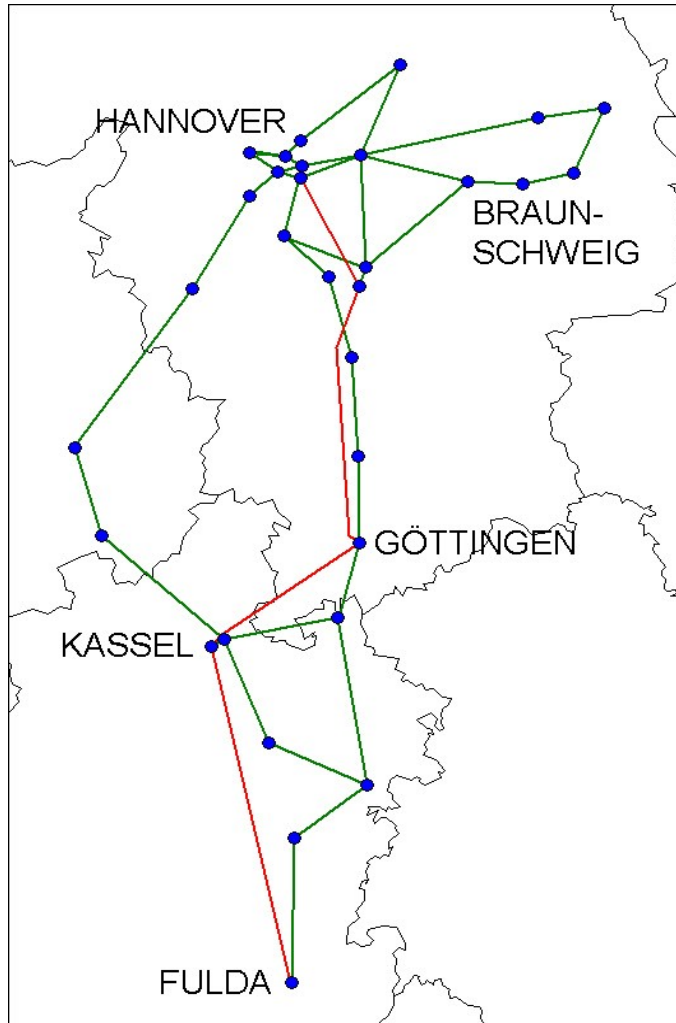 HANNOVER
BRAUN-
SCHWEIG
GÖTTINGEN
KASSEL
FULDA